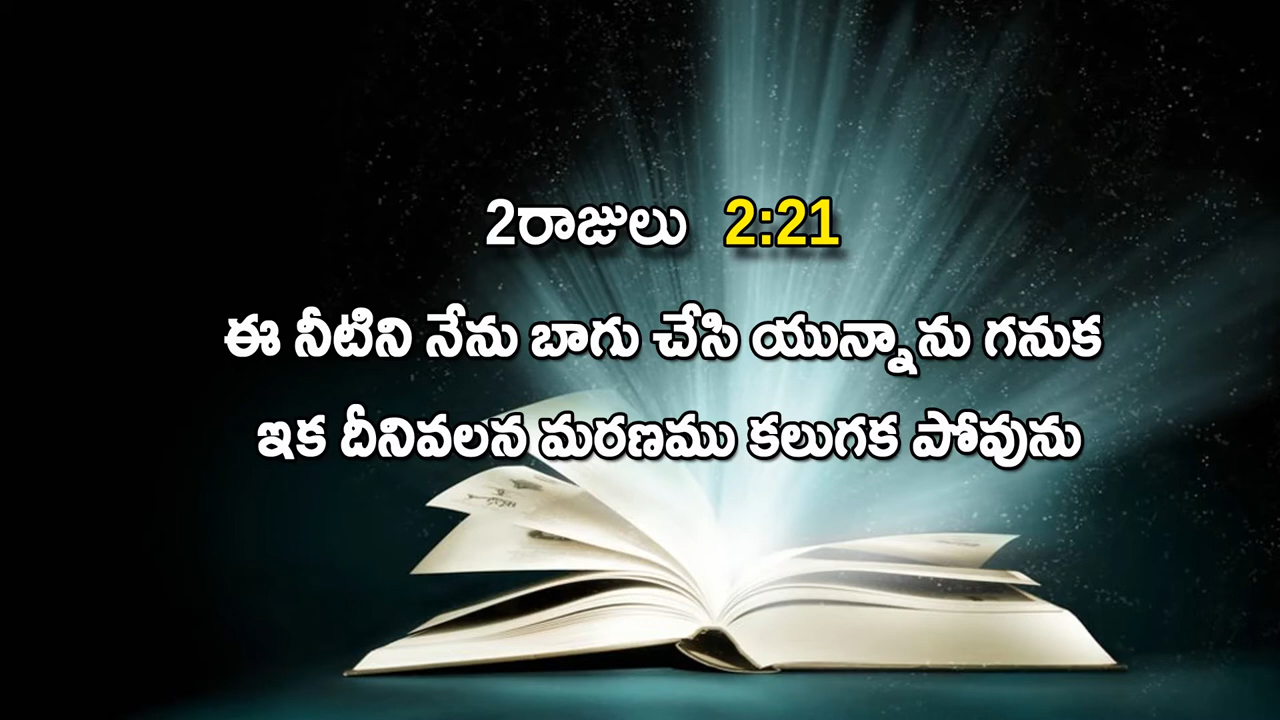 2రాజులు 2:21
ఈ నీటిని నేను బాగు చేసి యున్నాను గనుక
ఇక దీనివలన మరణము కలుగక పోవును